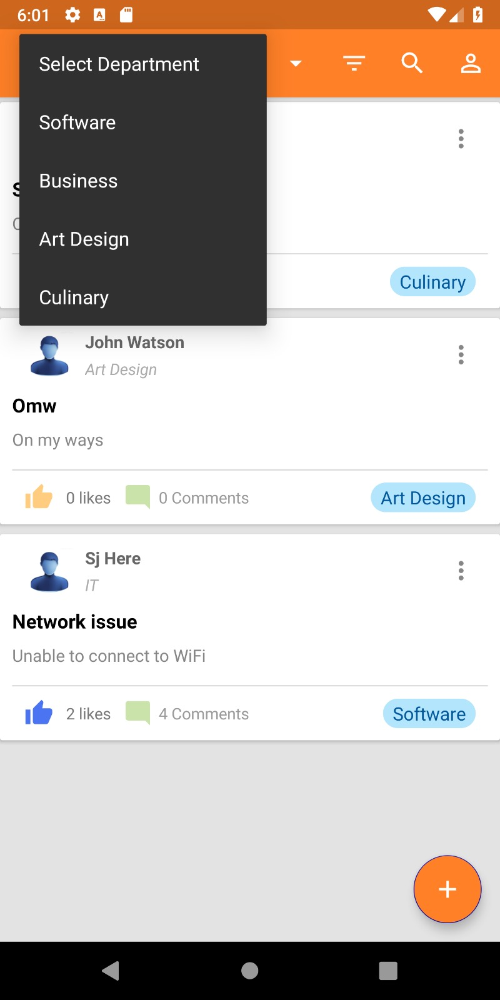 6:01
Select Department
Software
Business
Art Design
Culinary
Culinary
John Watson
Art Design
Omw
On my ways
0 likes
0 Comments
Art Design
Sj Here
IT
Network issue
Unable to connect to WiFi
2 likes
4 Comments
Software